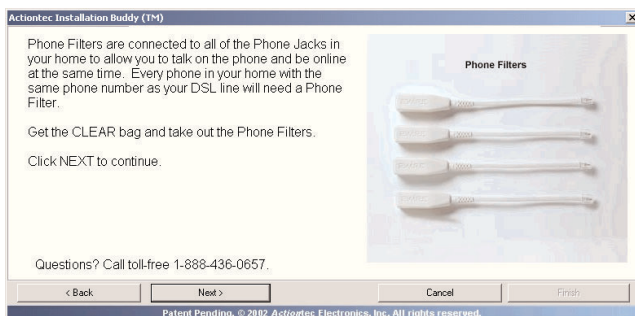 Actiontec Installation Buddy (TM)
Phone Filters are connected to all of the Phone Jacks in
your home to allow you to talk on the phone and be online
at the same time. Every phone in your home with the
same phone number as your DSL line will need a Phone
Filter.
Get the CLEAR bag and take out the Phone Filters.
Click NEXT to continue.
Phone Filters
Questions? Call toll-free 1-888-436-0657.
< Back
Next >
Cancel
Finish
Patent Pending. © 2002 Actiontec Electronics, Inc. All rights reserved.